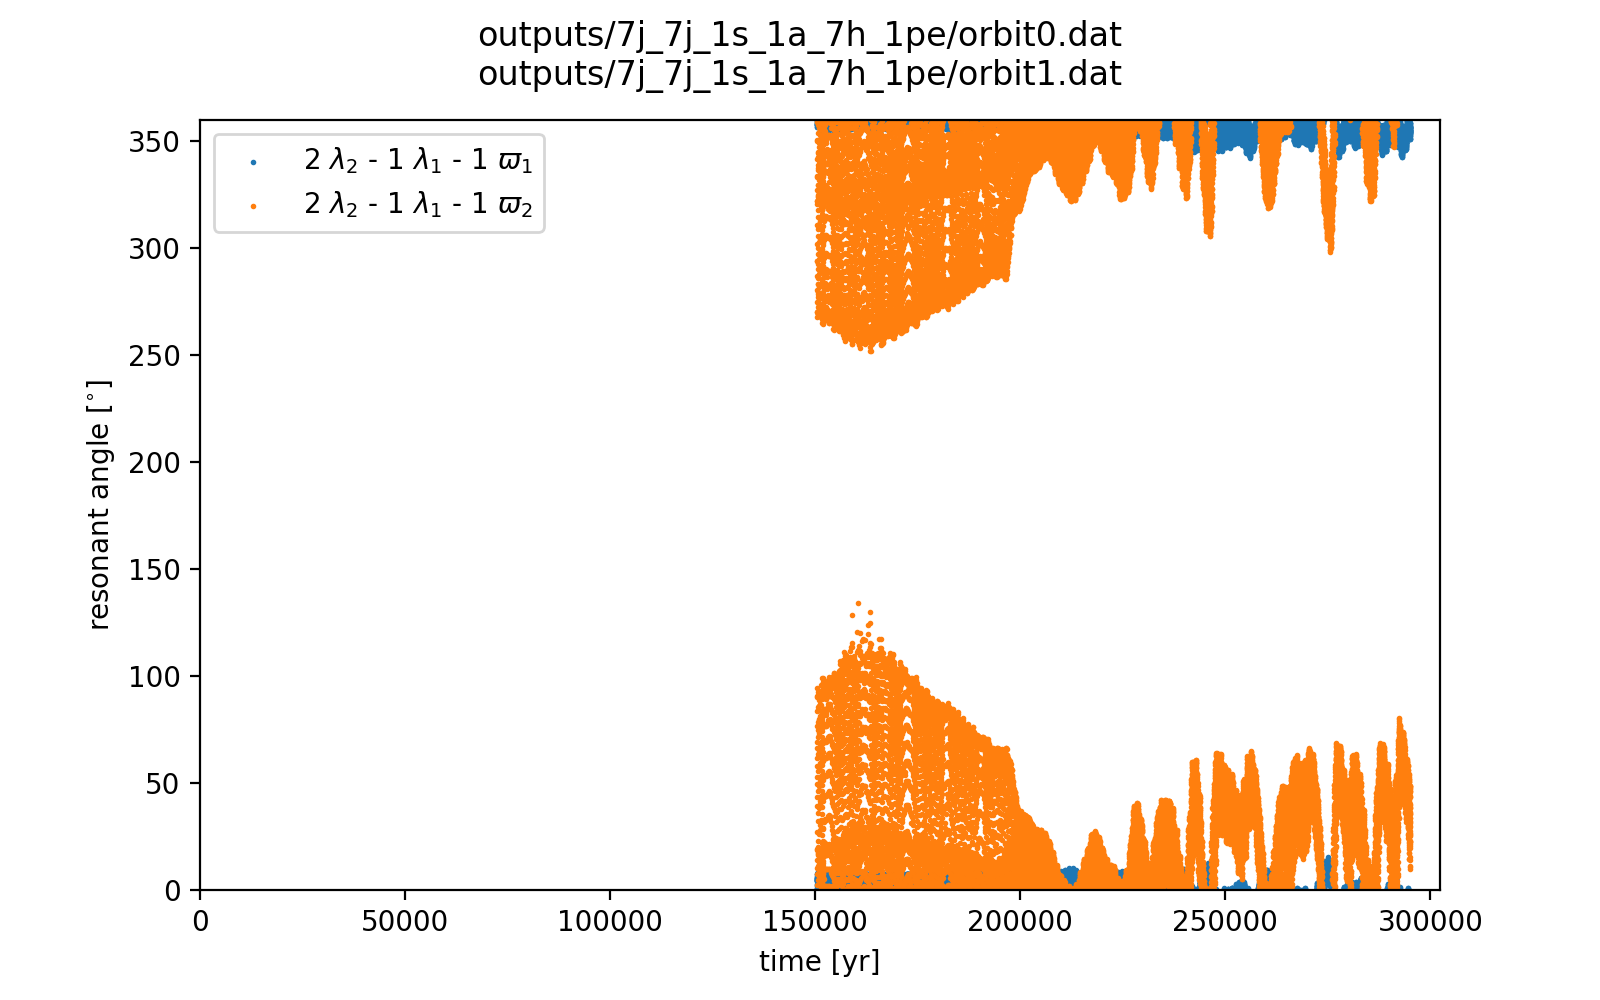 outputs/7j_7j_1s_1a_7h_1pe/orbit0.dat
outputs/7j_7j_1s_1a_7h_1pe/orbit1.dat
350
300
250
200
150
100
50
0
resonant angle [°]
2 λ₂ - 1 λ₁ - 1 ϖ₁
2 λ₂ - 1 λ₁ - 1 ϖ₂
0
50000
100000
150000
200000
250000
300000
time [yr]